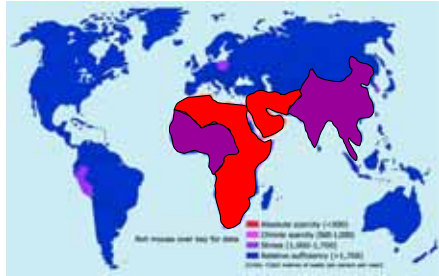 Roll mouse over key for data
Absolute scarcity (<500)
Chronic scarcity (500-1,000)
Stress (1,000-1,700)
Relative sufficiency (>1,700)